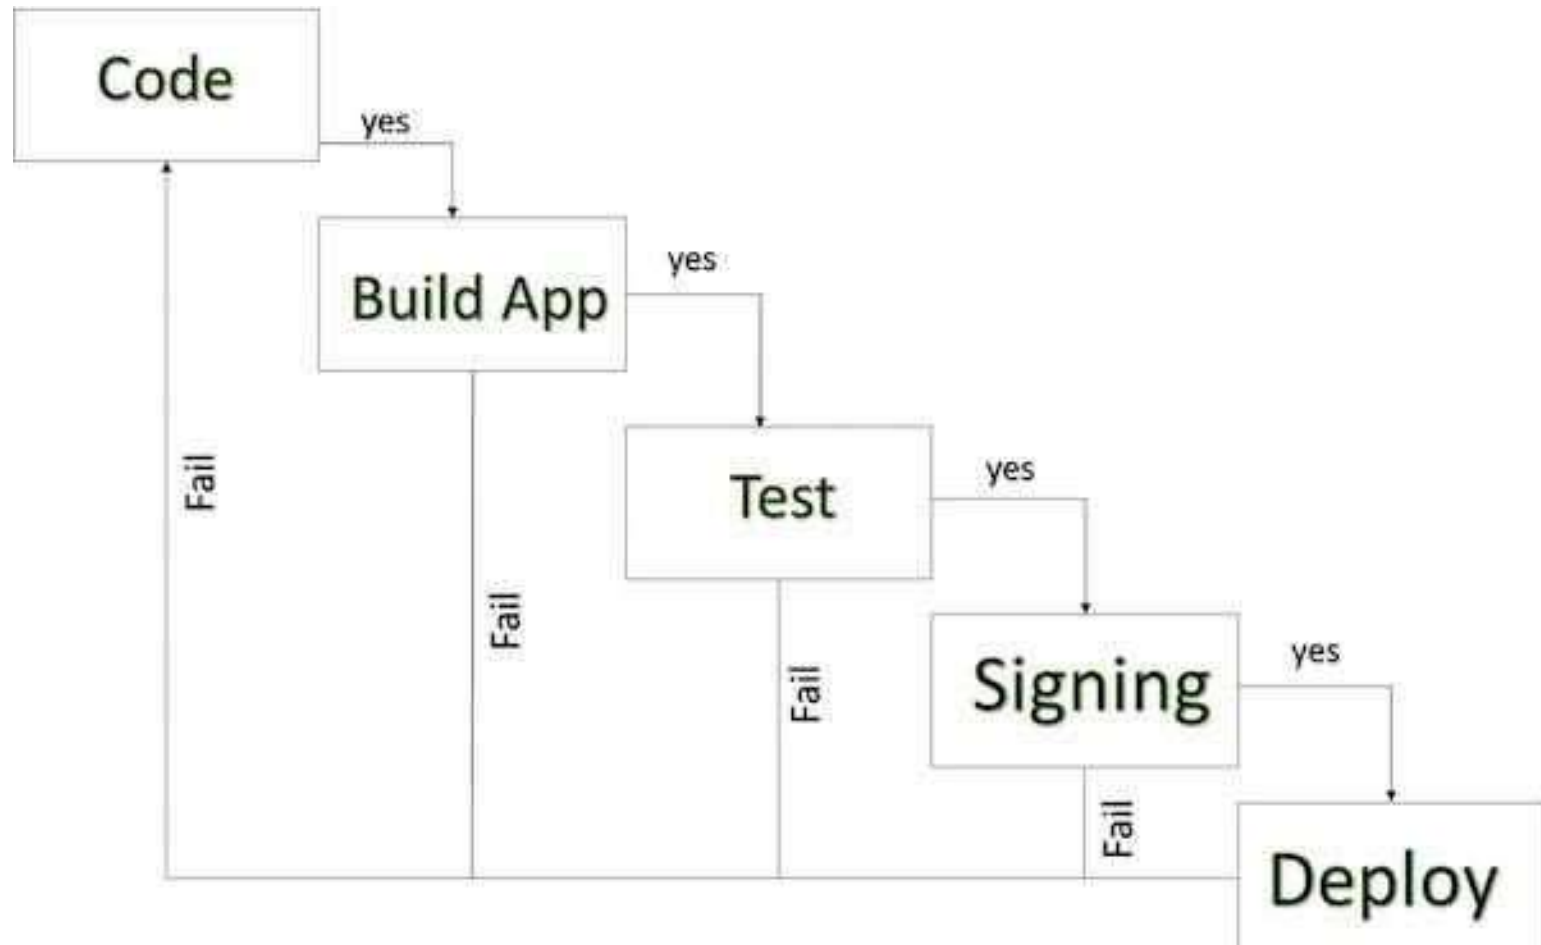 Code
yes
Build App
yes
Test
yes
Signing
yes
Deploy
Fail
Fail
Fail
Fail